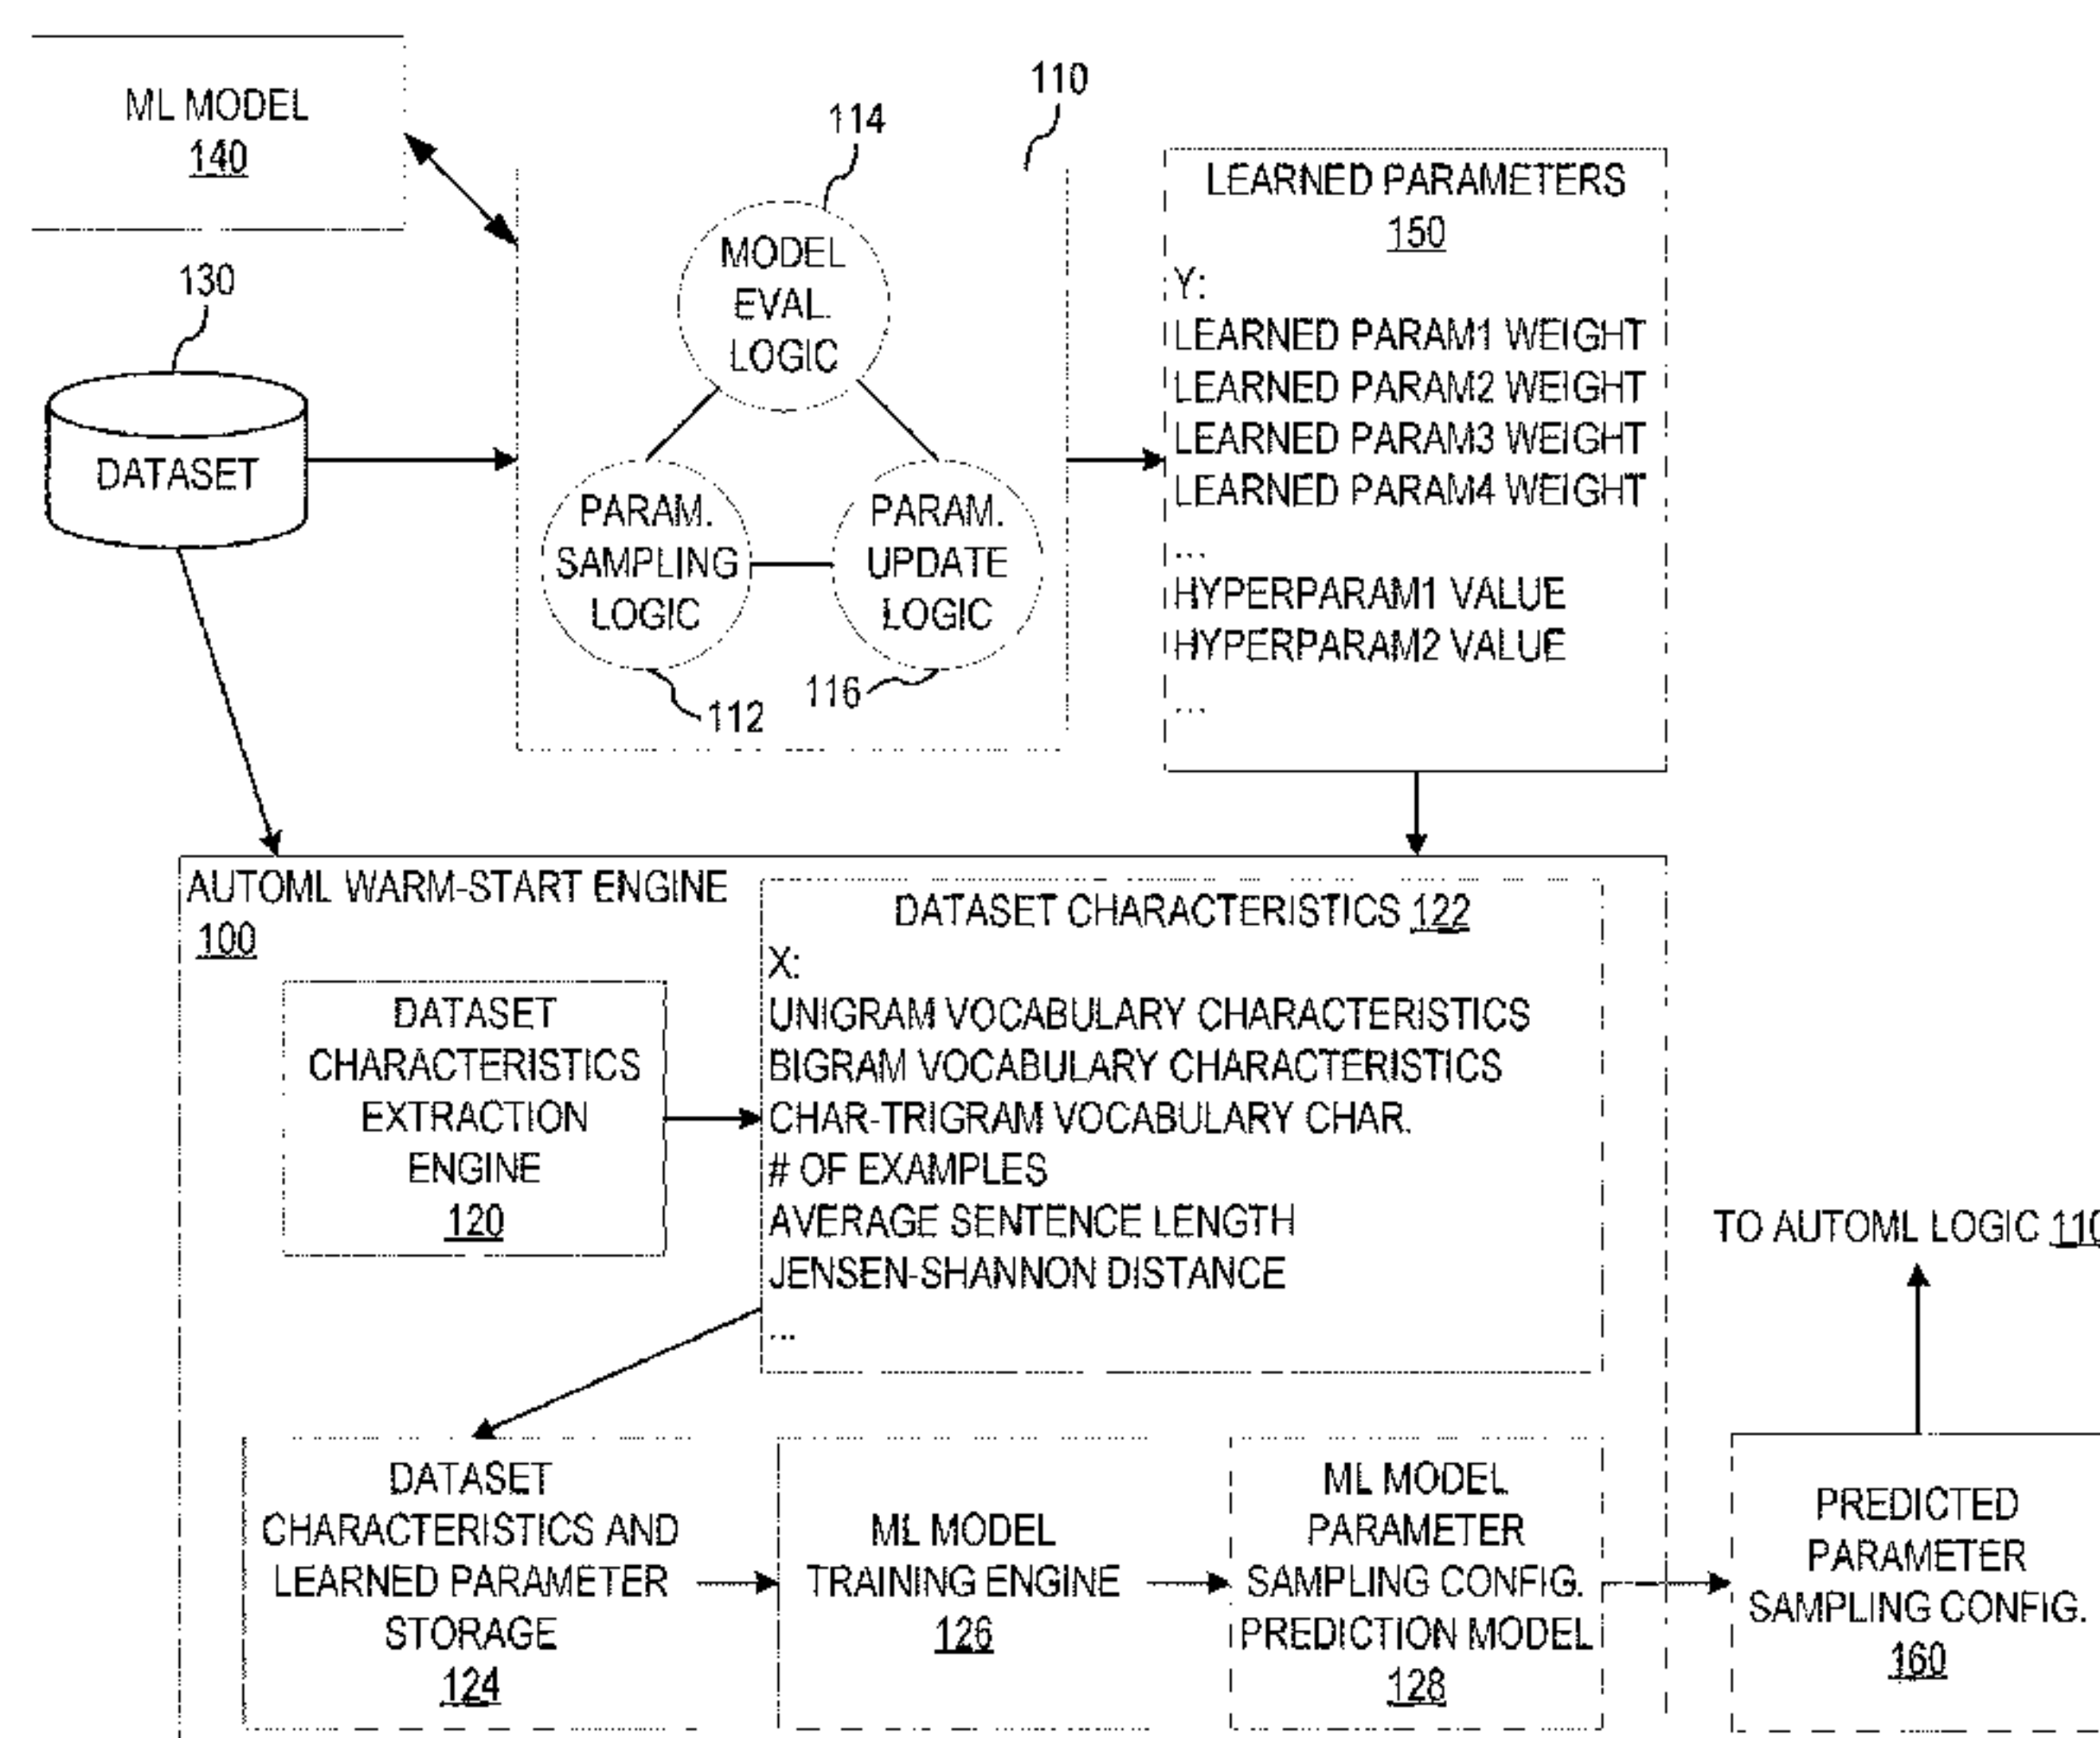 ML MODEL
140
110
114
130
DATASET
MODEL
EVAL.
LOGIC
PARAM.
SAMPLING
LOGIC
112
PARAM.
UPDATE
LOGIC
116
LEARNED PARAMETERS
150
Y:
LEARNED PARAM1 WEIGHT
LEARNED PARAM2 WEIGHT
LEARNED PARAM3 WEIGHT
LEARNED PARAM4 WEIGHT
...
HYPERPARAM1 VALUE
HYPERPARAM2 VALUE
...
AUTOML WARM-START ENGINE
100
DATASET
CHARACTERISTICS
EXTRACTION
ENGINE
120
DATASET CHARACTERISTICS 122
X:
UNIGRAM VOCABULARY CHARACTERISTICS
BIGRAM VOCABULARY CHARACTERISTICS
CHAR-TRIGRAM VOCABULARY CHAR.
# OF EXAMPLES
AVERAGE SENTENCE LENGTH
JENSEN-SHANNON DISTANCE
...
TO AUTOML LOGIC 110
DATASET
CHARACTERISTICS AND
LEARNED PARAMETER
STORAGE
124
ML MODEL
TRAINING ENGINE
126
ML MODEL
PARAMETER
SAMPLING CONFIG.
PREDICTION MODEL
128
PREDICTED
PARAMETER
SAMPLING CONFIG.
160